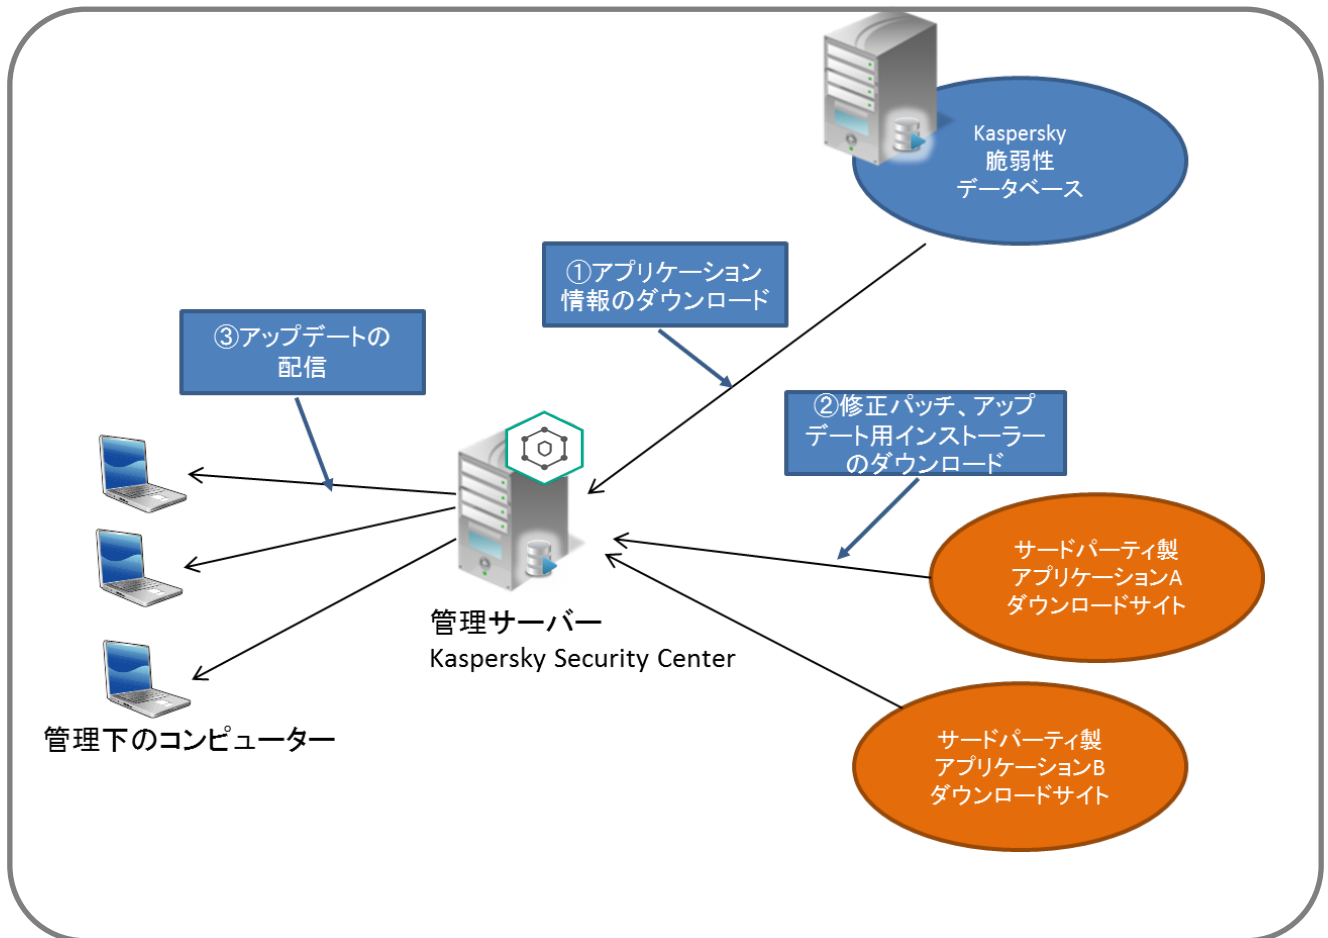 Kaspersky
脆弱性
データベース
①アプリケーション
情報のダウンロード
③アップデートの
配信
②修正パッチ、アップ
デート用インストーラー
のダウンロード
サードパーティ製
アプリケーションA
ダウンロードサイト
管理サーバー
Kaspersky Security Center
サードパーティ製
アプリケーションB
ダウンロードサイト
管理下のコンピューター